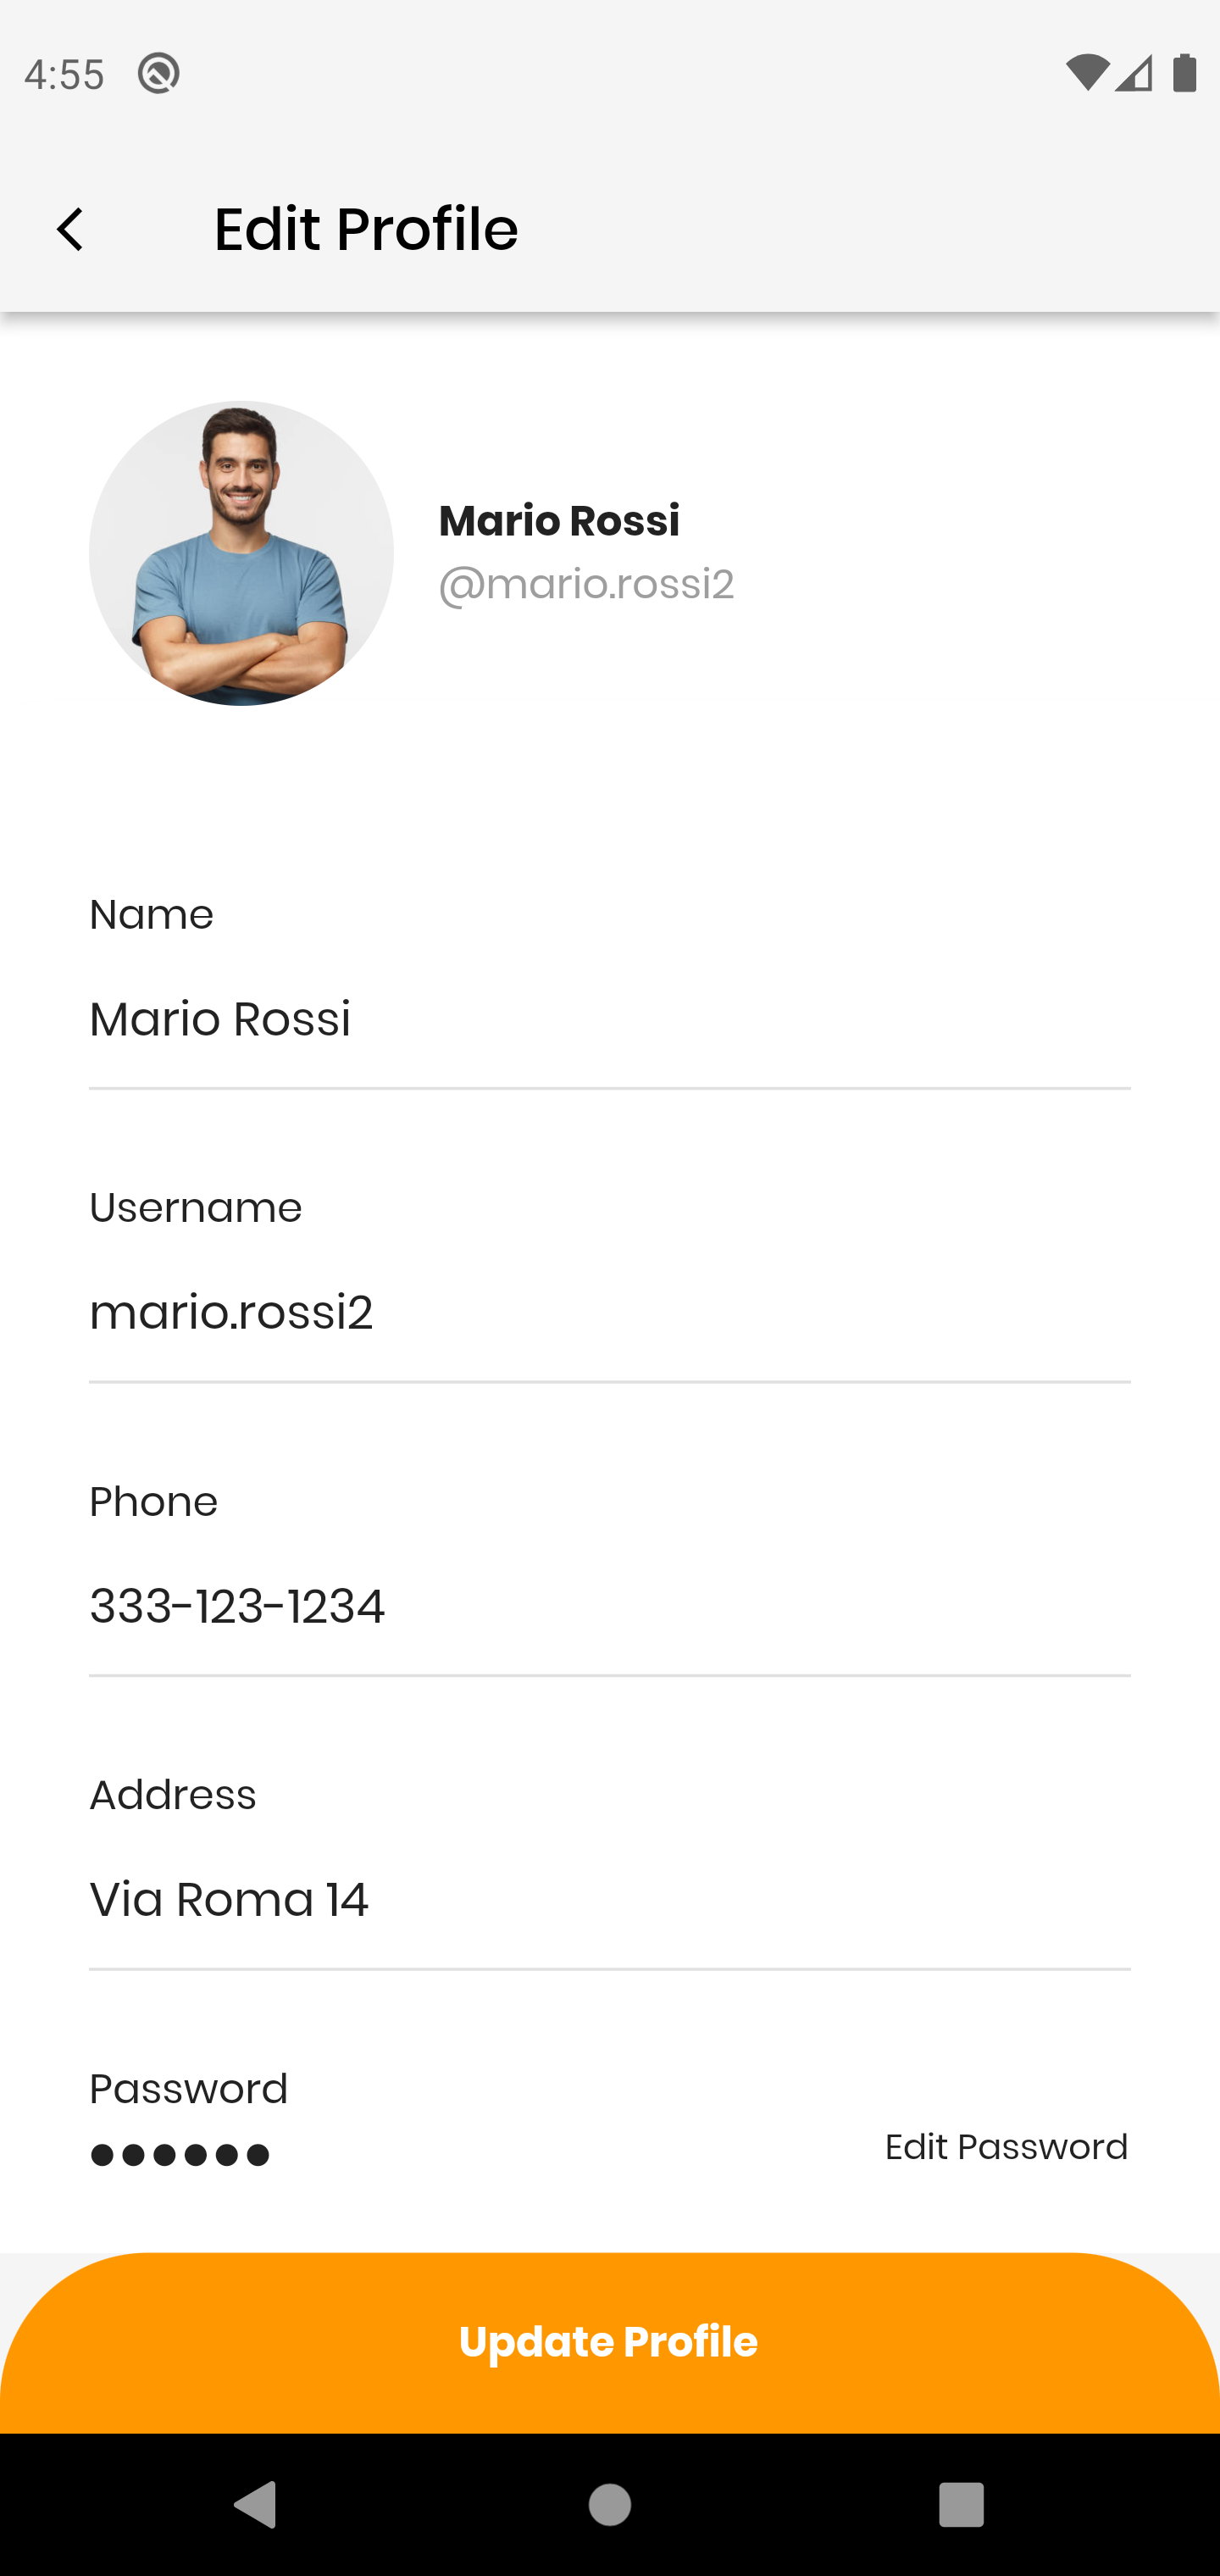 4:55
Edit Profile
Mario Rossi
@mario.rossi2
Name
Mario Rossi
Username
mario.rossi2
Phone
333-123-1234
Address
Via Roma 14
Password
●●●●●●
Edit Password
Update Profile